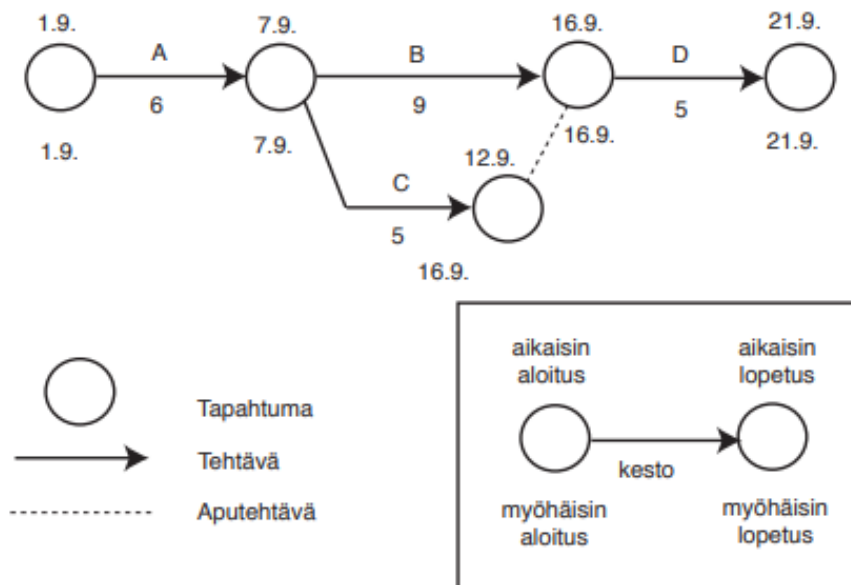 1.9.
7.9.
16.9.
21.9.
A
B
D
6
9
5
1.9.
7.9.
16.9.
21.9.
12.9.
C
5
16.9.
Tapahtuma
Tehtävä
Aputehtävä
aikaisin
aloitus
aikaisin
lopetus
kesto
myöhäisin
aloitus
myöhäisin
lopetus